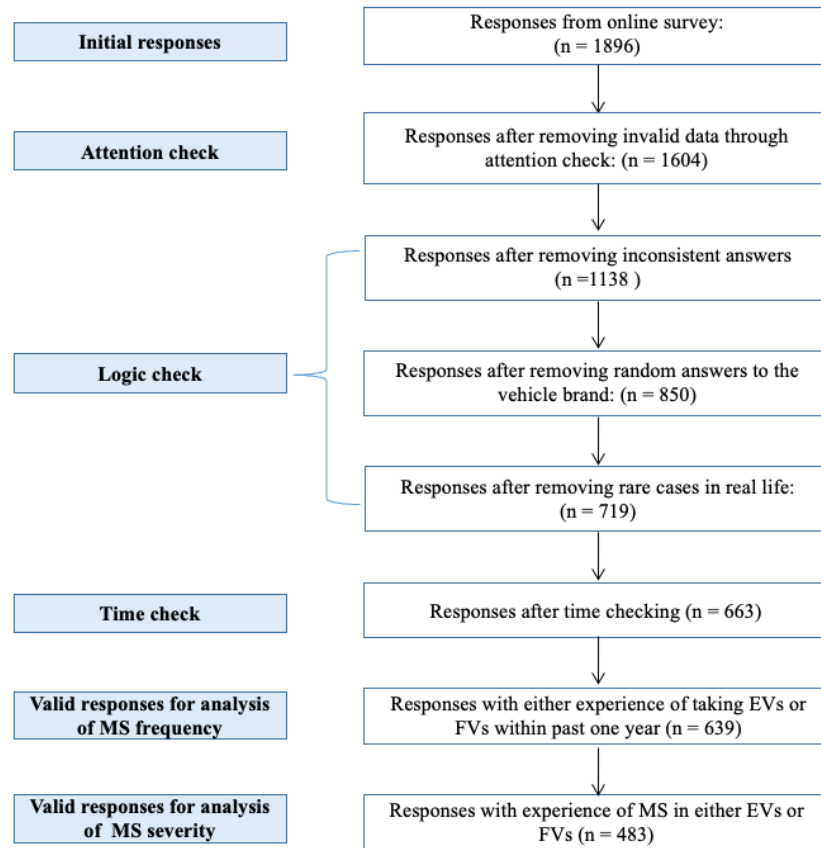 Initial responses
Responses from online survey:
(n = 1896)
Attention check
Responses after removing invalid data through
attention check: (n = 1604)
Responses after removing inconsistent answers
(n =1138 )
Logic check
Responses after removing random answers to the
vehicle brand: (n = 850)
Responses after removing rare cases in real life:
(n = 719)
Time check
Responses after time checking (n = 663)
Valid responses for analysis
of MS frequency
Responses with either experience of taking EVs or
FVs within past one year (n = 639)
Valid responses for analysis
of MS severity
Responses with experience of MS in either EVs or
FVs (n = 483)